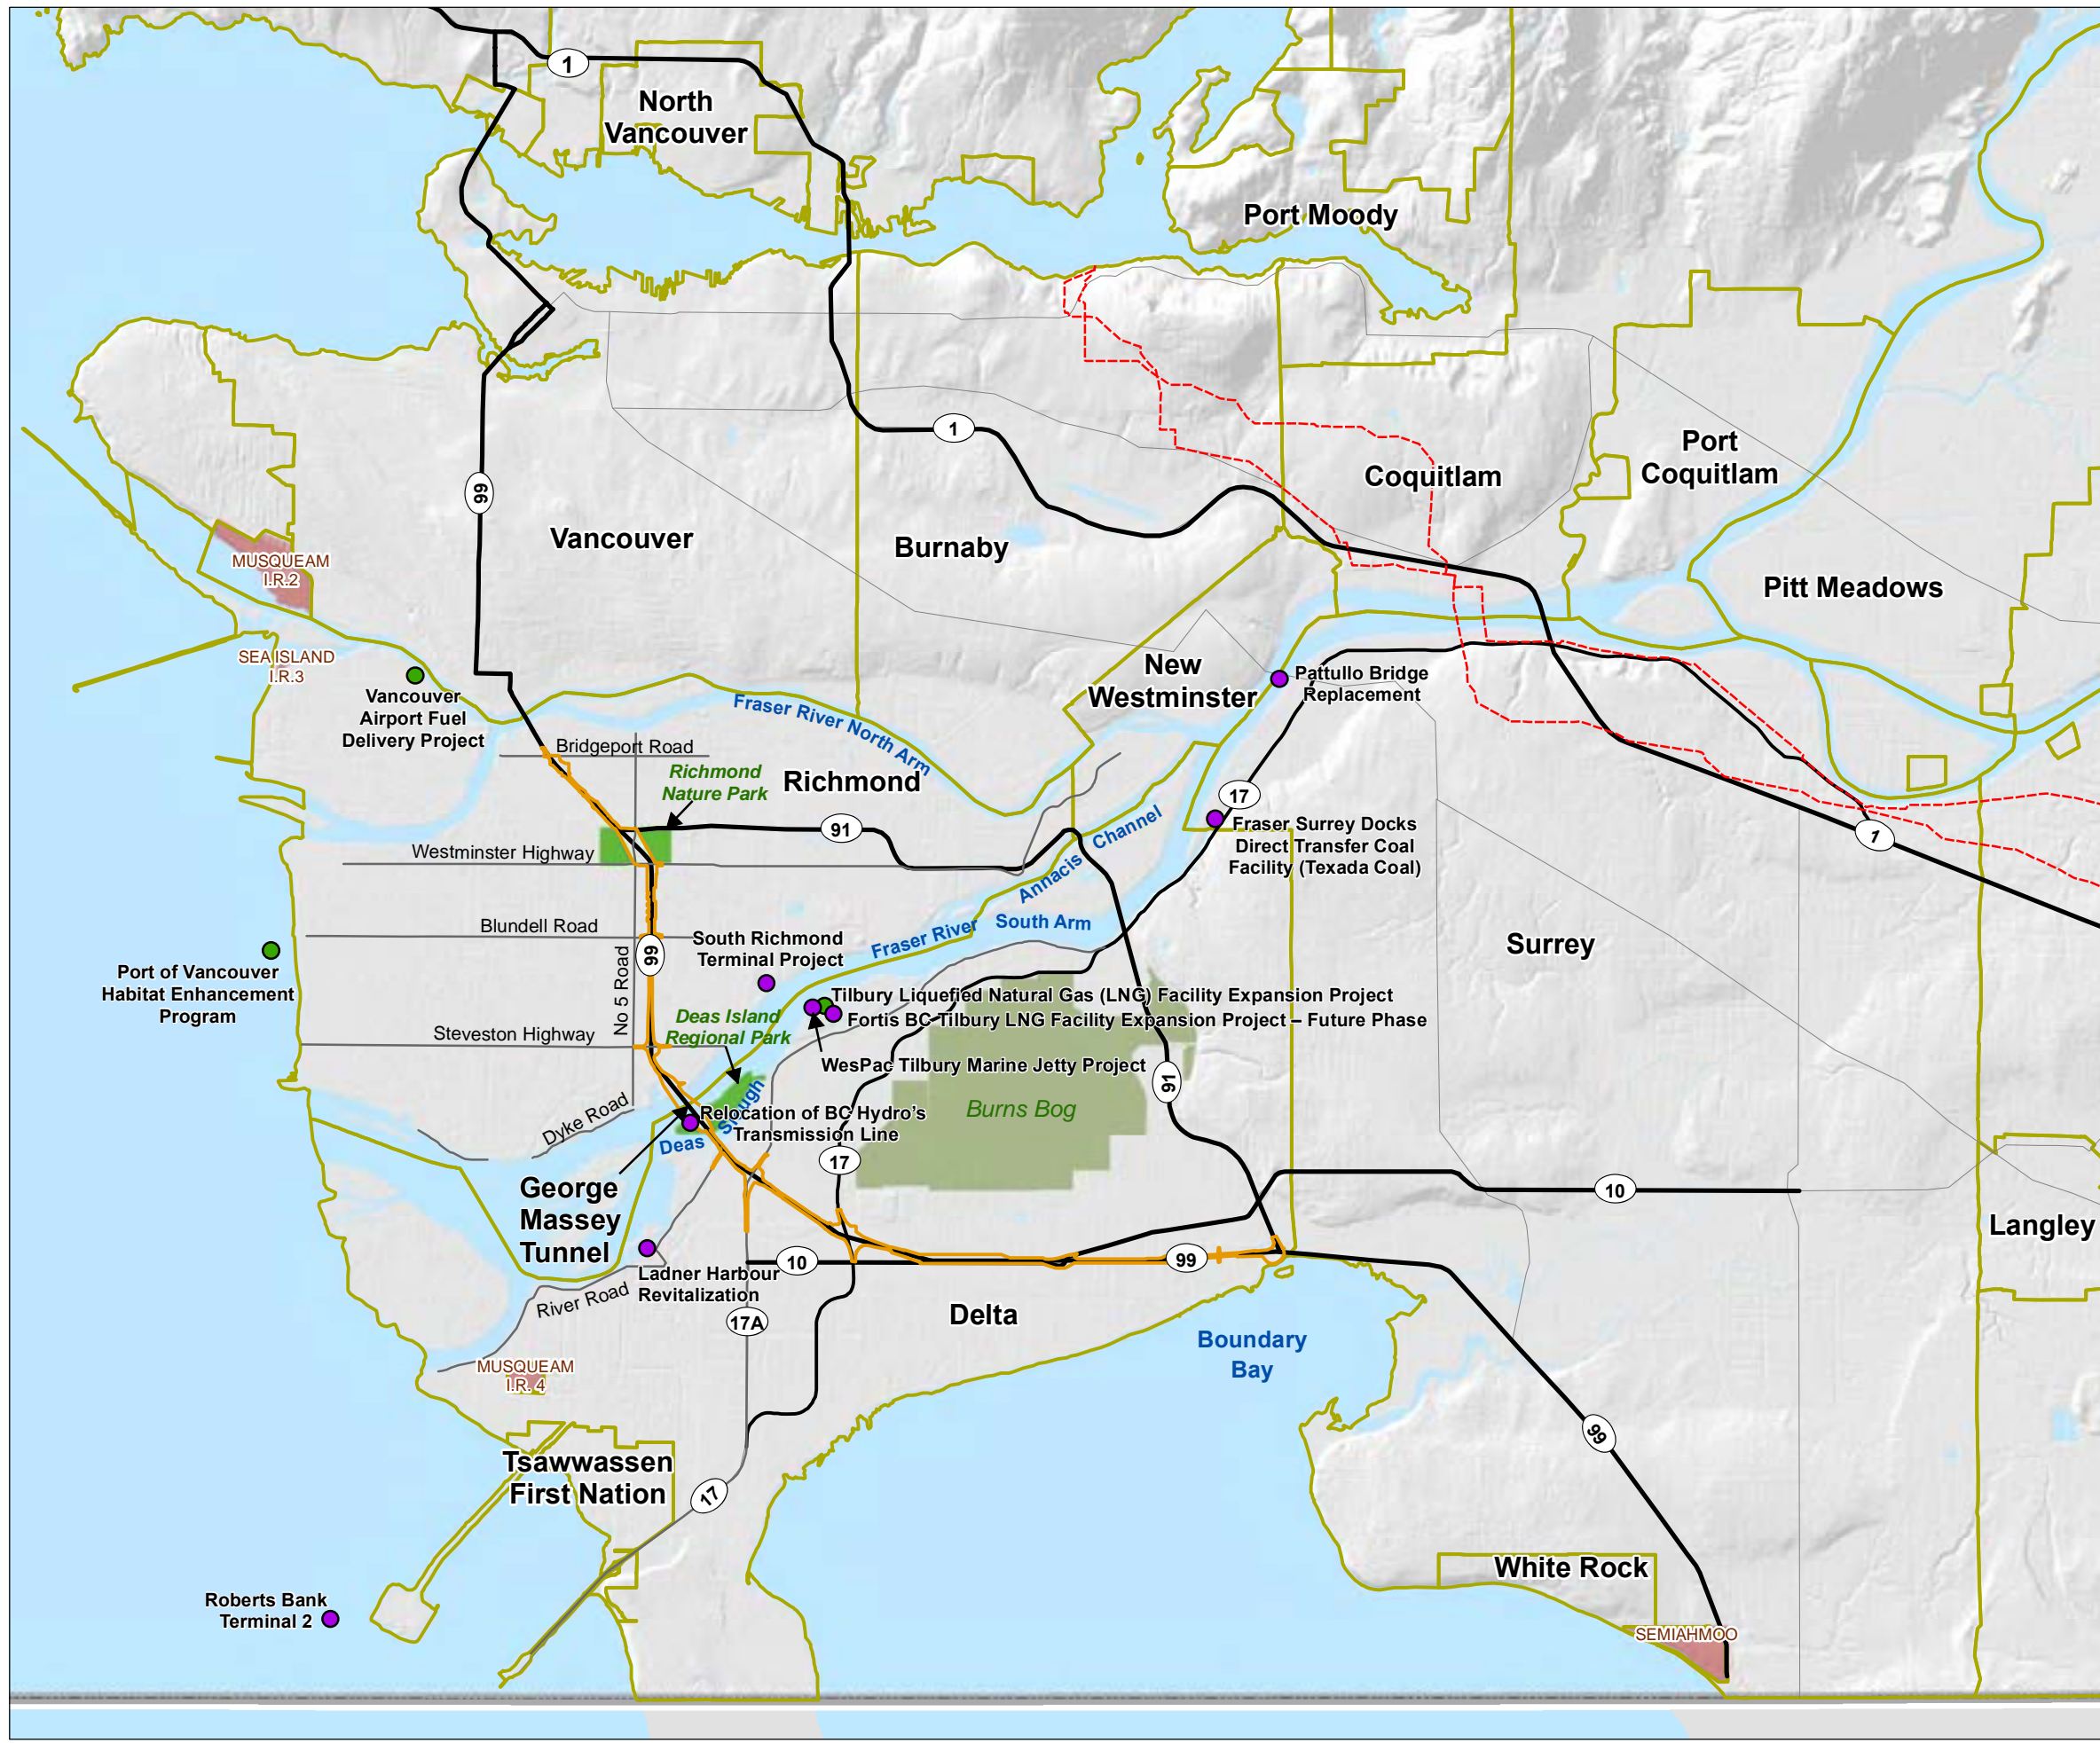 1
North
Vancouver
Port Moody
1
Port
Coquitlam
Coquitlam
99
Vancouver
Burnaby
MUSQUEAM
I.R.2
Pitt Meadows
SEA ISLAND
I.R.3
New
Westminster
Pattullo Bridge
Replacement
Vancouver
Airport Fuel
Delivery Project
Fraser River North Arm
Bridgeport Road
Richmond
Nature Park
Richmond
17
91
Fraser Surrey Docks
Direct Transfer Coal
Facility (Texada Coal)
1
Westminster Highway
Annacis Channel
Blundell Road
Fraser River South Arm
South Richmond
Terminal Project
99
No 5 Road
Surrey
Port of Vancouver
Habitat Enhancement
Program
Tilbury Liquefied Natural Gas (LNG) Facility Expansion Project
Fortis BC Tilbury LNG Facility Expansion Project – Future Phase
Deas Island
Regional Park
Steveston Highway
WesPac Tilbury Marine Jetty Project
91
Burns Bog
Dyke Road
Relocation of BC Hydro's
Transmission Line
Deas Slough
17
George
Massey
Tunnel
10
Langley
Ladner Harbour
Revitalization
10
99
River Road
17A
Delta
Boundary
Bay
MUSQUEAM
I.R. 4
99
Tsawwassen
First Nation
17
White Rock
Roberts Bank
Terminal 2
SEMIAHMOO